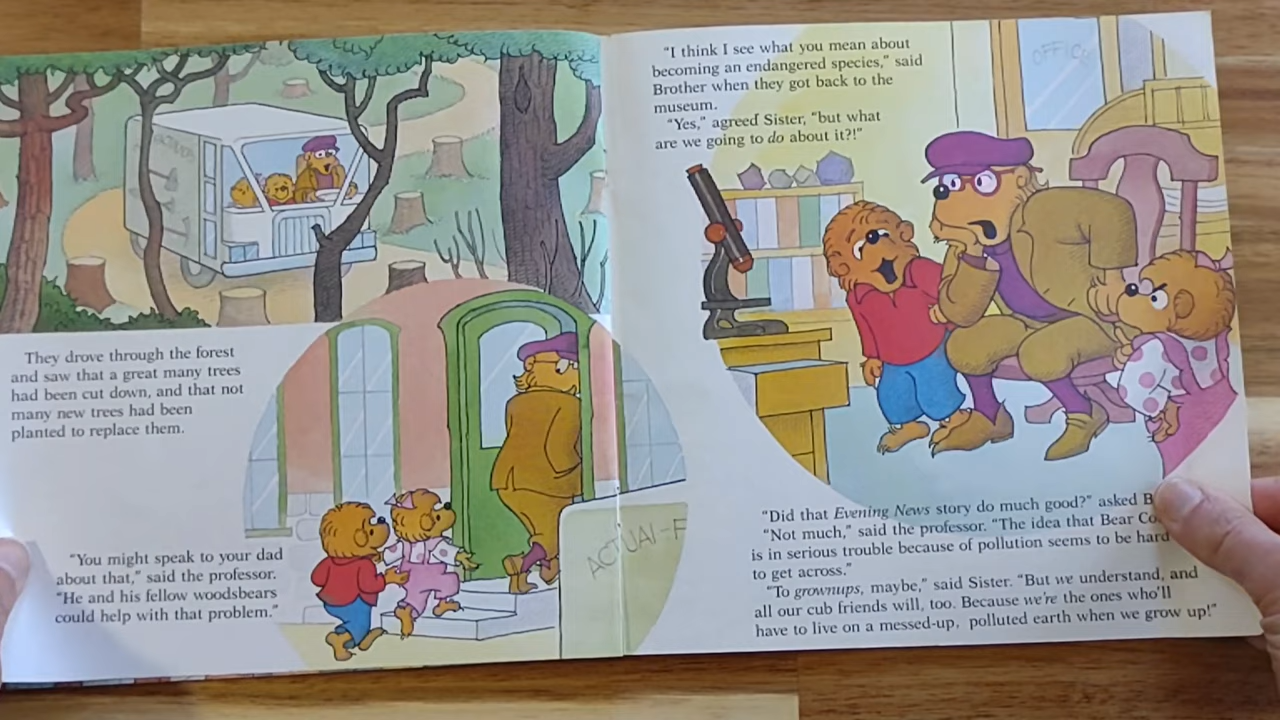 They drove through the forest
and saw that a great many trees
had been cut down, and that not
many new trees had been
planted to replace them.
"You might speak to your dad
about that," said the professor.
"He and his fellow woodsbears
could help with that problem."
ACTUAL-F
"I think I see what you mean about
becoming an endangered species," said
Brother when they got back to the
museum.
"Yes," agreed Sister, "but what
are we going to do about it?!"
OFFIC
"Did that Evening News story do much good?" asked B
"Not much," said the professor. "The idea that Bear Co
is in serious trouble because of pollution seems to be hard
to get across."
"To grownups, maybe," said Sister. "But we understand, and
all our cub friends will, too. Because we're the ones who'll
have to live on a messed-up, polluted earth when we grow up!"